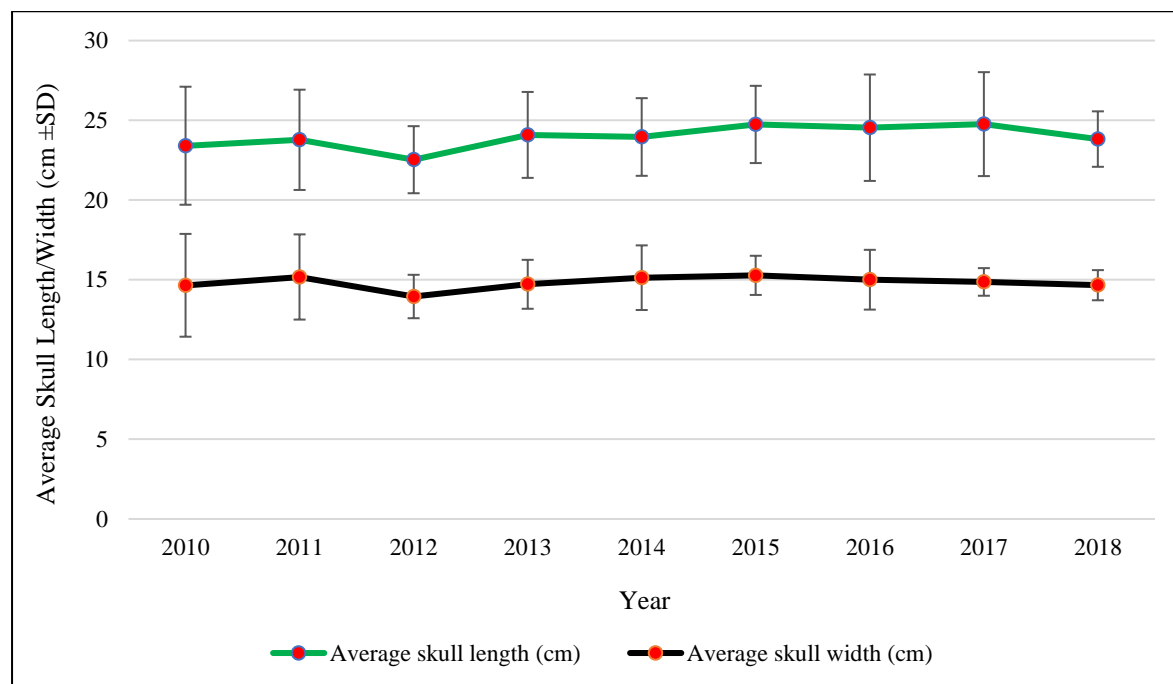 Average Skull Length/Width (cm ±SD)
30
25
20
15
10
5
0
2010 2011 2012 2013 2014 2015 2016 2017 2018
Year
Average skull length (cm) Average skull width (cm)